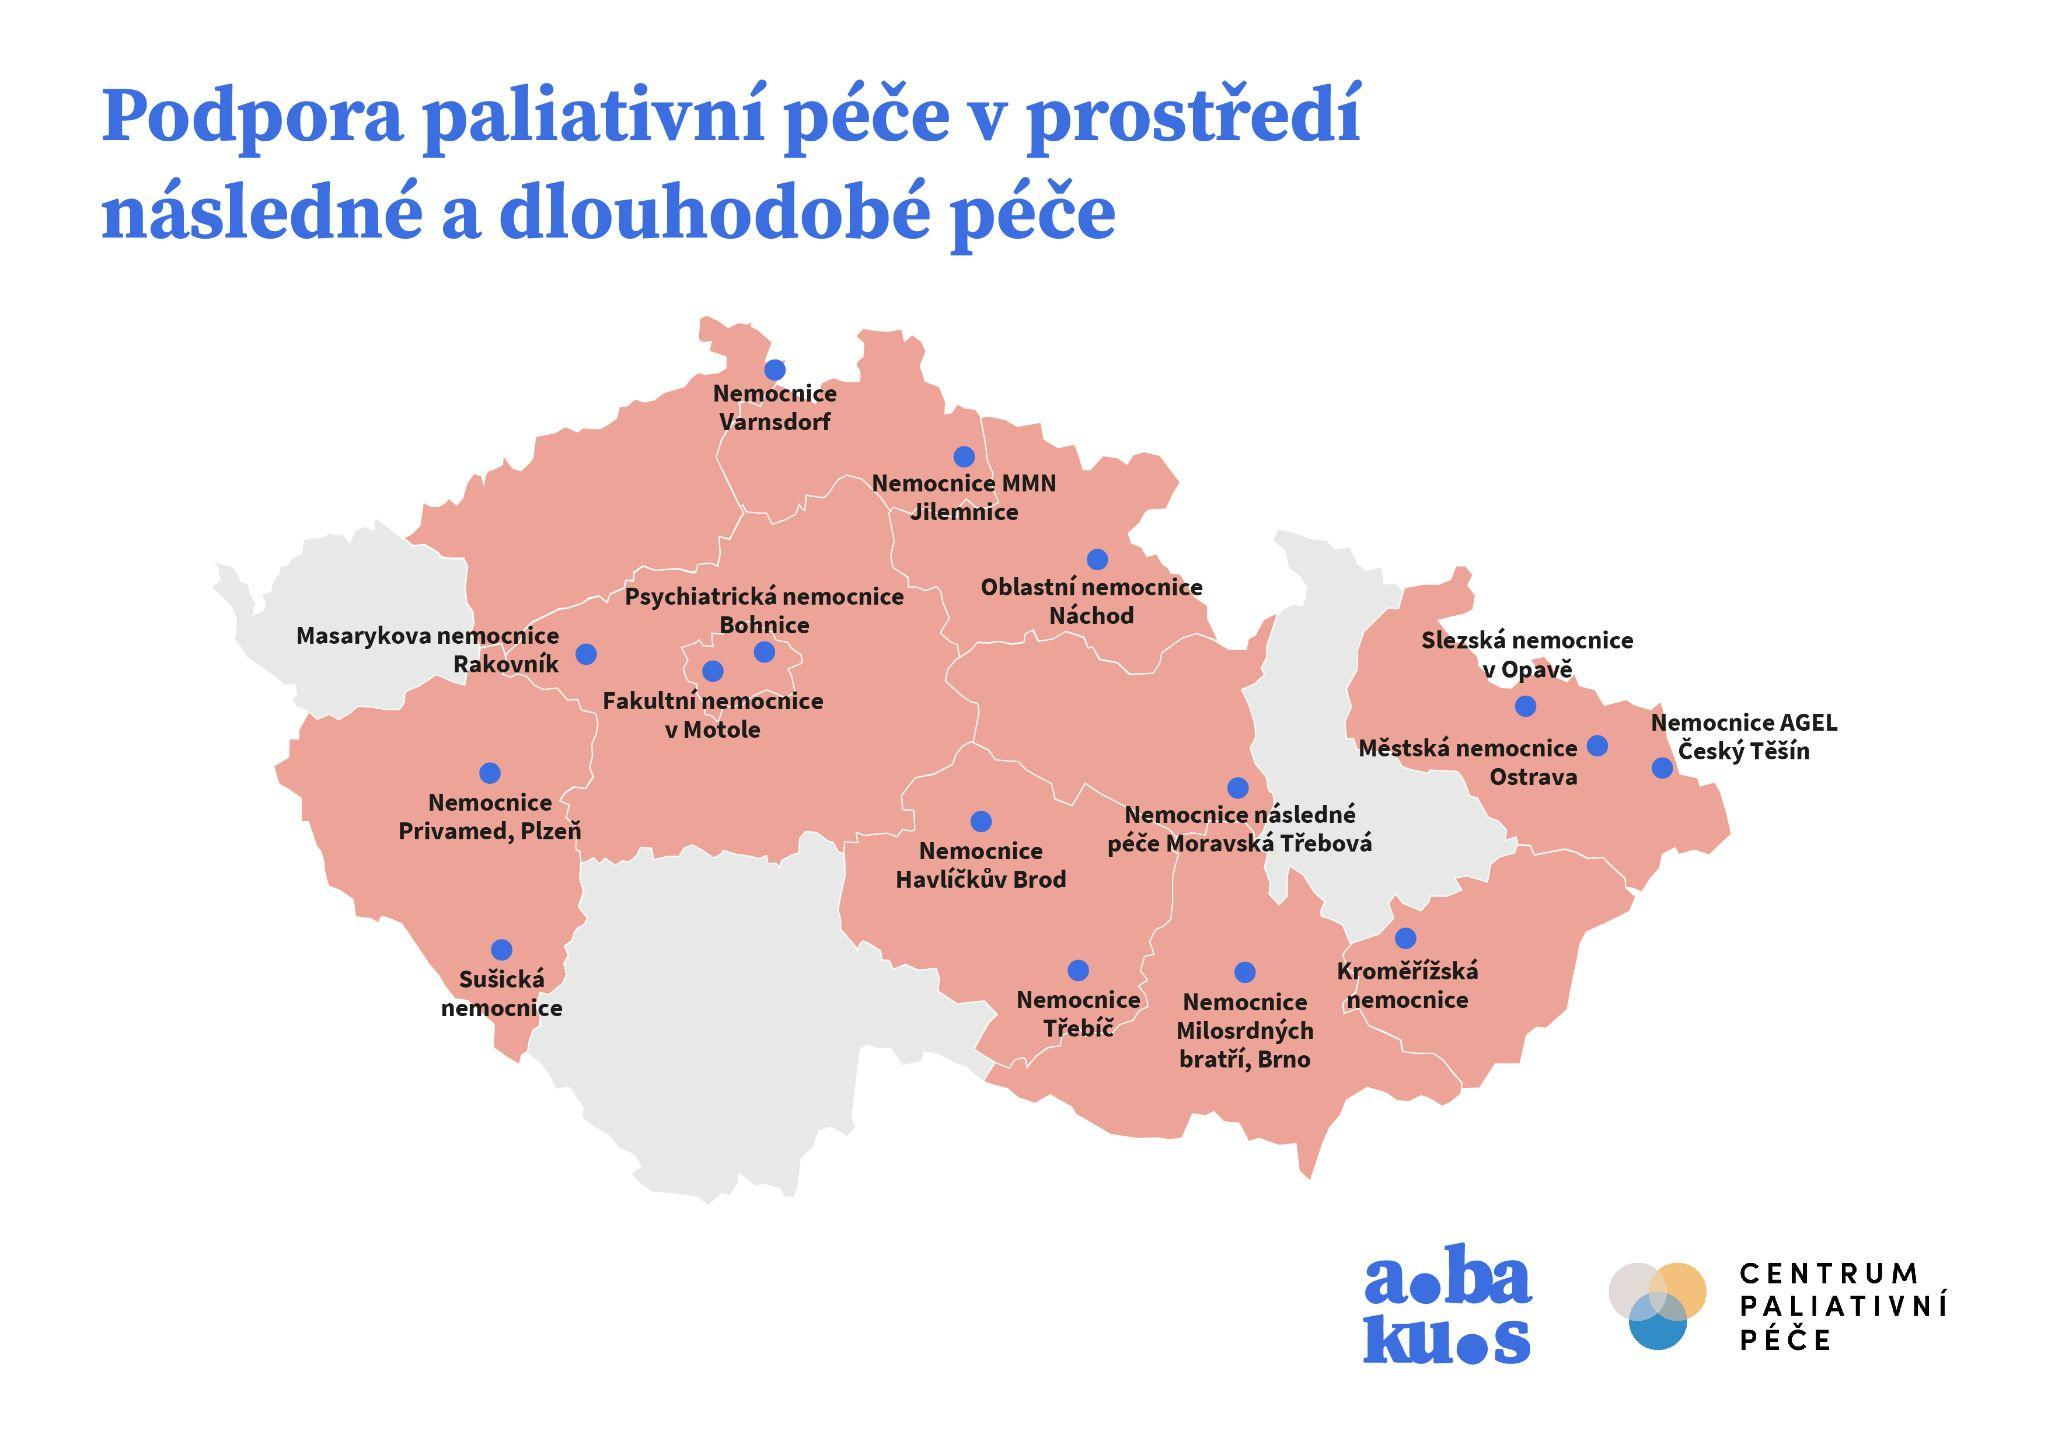 Podpora paliativní péče v prostředí
následné a dlouhodobé péče
Nemocnice
Varnsdorf
Nemocnice MMN
Jilemnice
Oblastní nemocnice
Náchod
Psychiatrická nemocnice
Bohnice
Masarykova nemocnice
Rakovník
Fakultní nemocnice
v Motole
Slezská nemocnice
v Opavě
Nemocnice AGEL
Český Těšín
Městská nemocnice
Ostrava
Nemocnice
Privamed, Plzeň
Nemocnice následné
péče Moravská Třebová
Nemocnice
Havlíčkův Brod
Sušická
nemocnice
Kroměřížská
nemocnice
Nemocnice
Třebíč
Nemocnice
Milosrdných
bratří, Brno
a.ba
ku.s
CENTRUM
PALIATIVNÍ
PÉČE